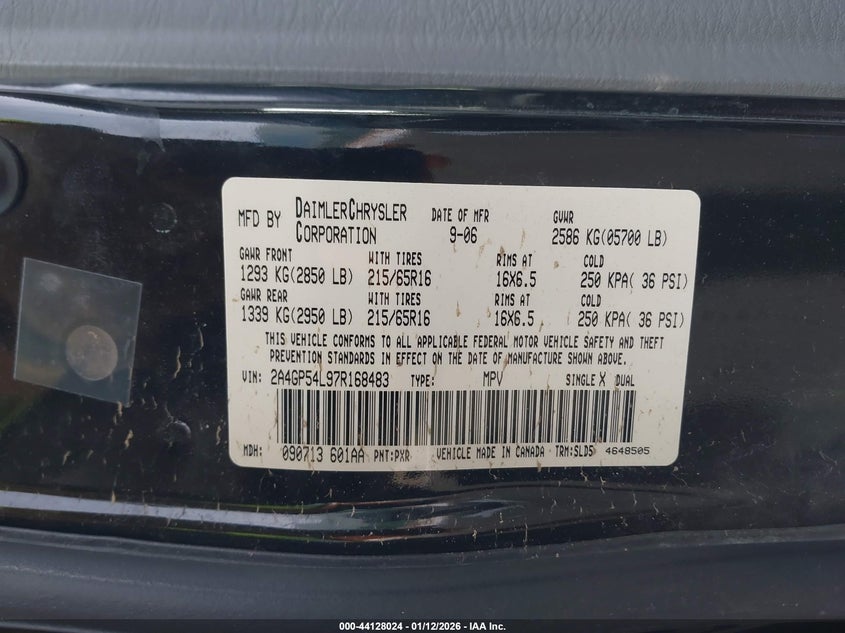 MFD BY DAIMLERCHRYSLER CORPORATION DATE OF MFR 9-06 GVWR 2586 KG(05700 LB)
GAWR FRONT WITH TIRES RIMS AT COLD
1293 KG(2850 LB) 215/65R16 16X6.5 250 KPA( 36 PSI)
GAWR REAR WITH TIRES RIMS AT COLD
1339 KG(2950 LB) 215/65R16 16X6.5 250 KPA( 36 PSI)
THIS VEHICLE CONFORMS TO ALL APPLICABLE FEDERAL MOTOR VEHICLE SAFETY AND THEFT
PREVENTION STANDARDS IN EFFECT ON THE DATE OF MANUFACTURE SHOWN ABOVE.
VIN: 2A4GP54L97R168483 TYPE: MPV SINGLE X DUAL
MDH: 090713 601AA PNT:PXR VEHICLE MADE IN CANADA TRM:SLD5 4648505
000-44128024 - 01/12/2026 - IAA Inc.